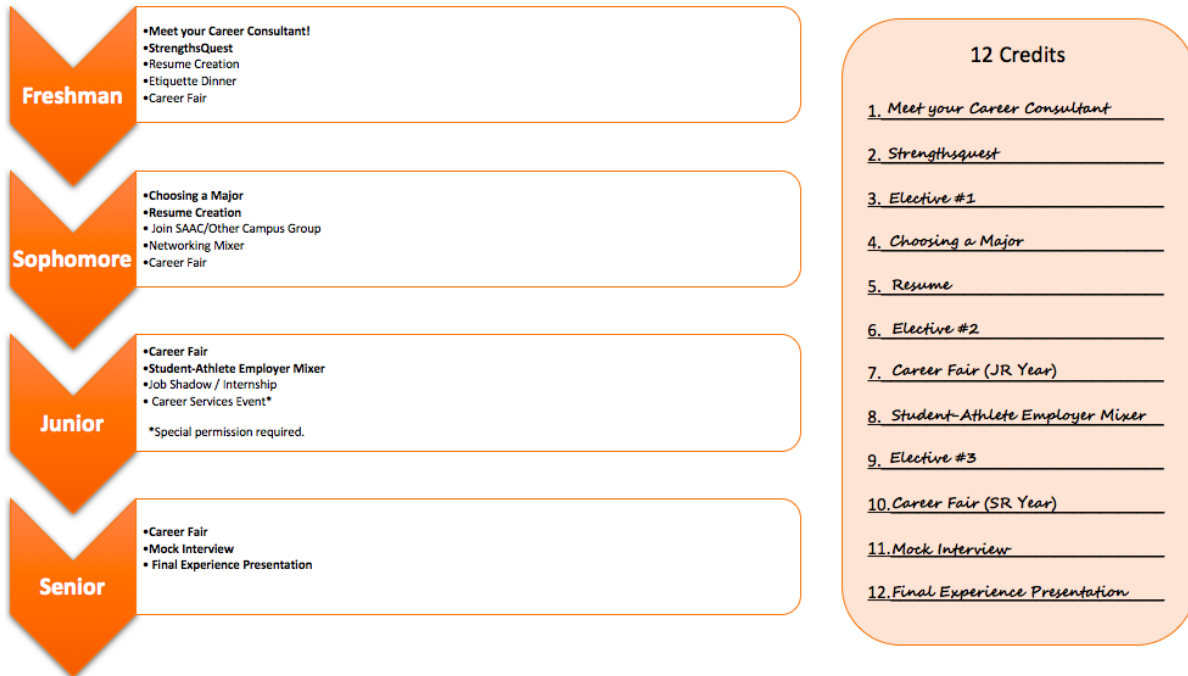 Freshman
•Meet your Career Consultant!
•StrengthsQuest
•Resume Creation
•Etiquette Dinner
•Career Fair
Sophomore
•Choosing a Major
•Resume Creation
• Join SAAC/Other Campus Group
•Networking Mixer
•Career Fair
Junior
•Career Fair
•Student-Athlete Employer Mixer
•Job Shadow / Internship
• Career Services Event*
*Special permission required.
Senior
•Career Fair
•Mock Interview
• Final Experience Presentation
12 Credits
1. Meet your Career Consultant
2. Strengthsquest
3. Elective #1
4. Choosing a Major
5. Resume
6. Elective #2
7. Career Fair (JR Year)
8. Student-Athlete Employer Mixer
9. Elective #3
10. Career Fair (SR Year)
11. Mock Interview
12. Final Experience Presentation